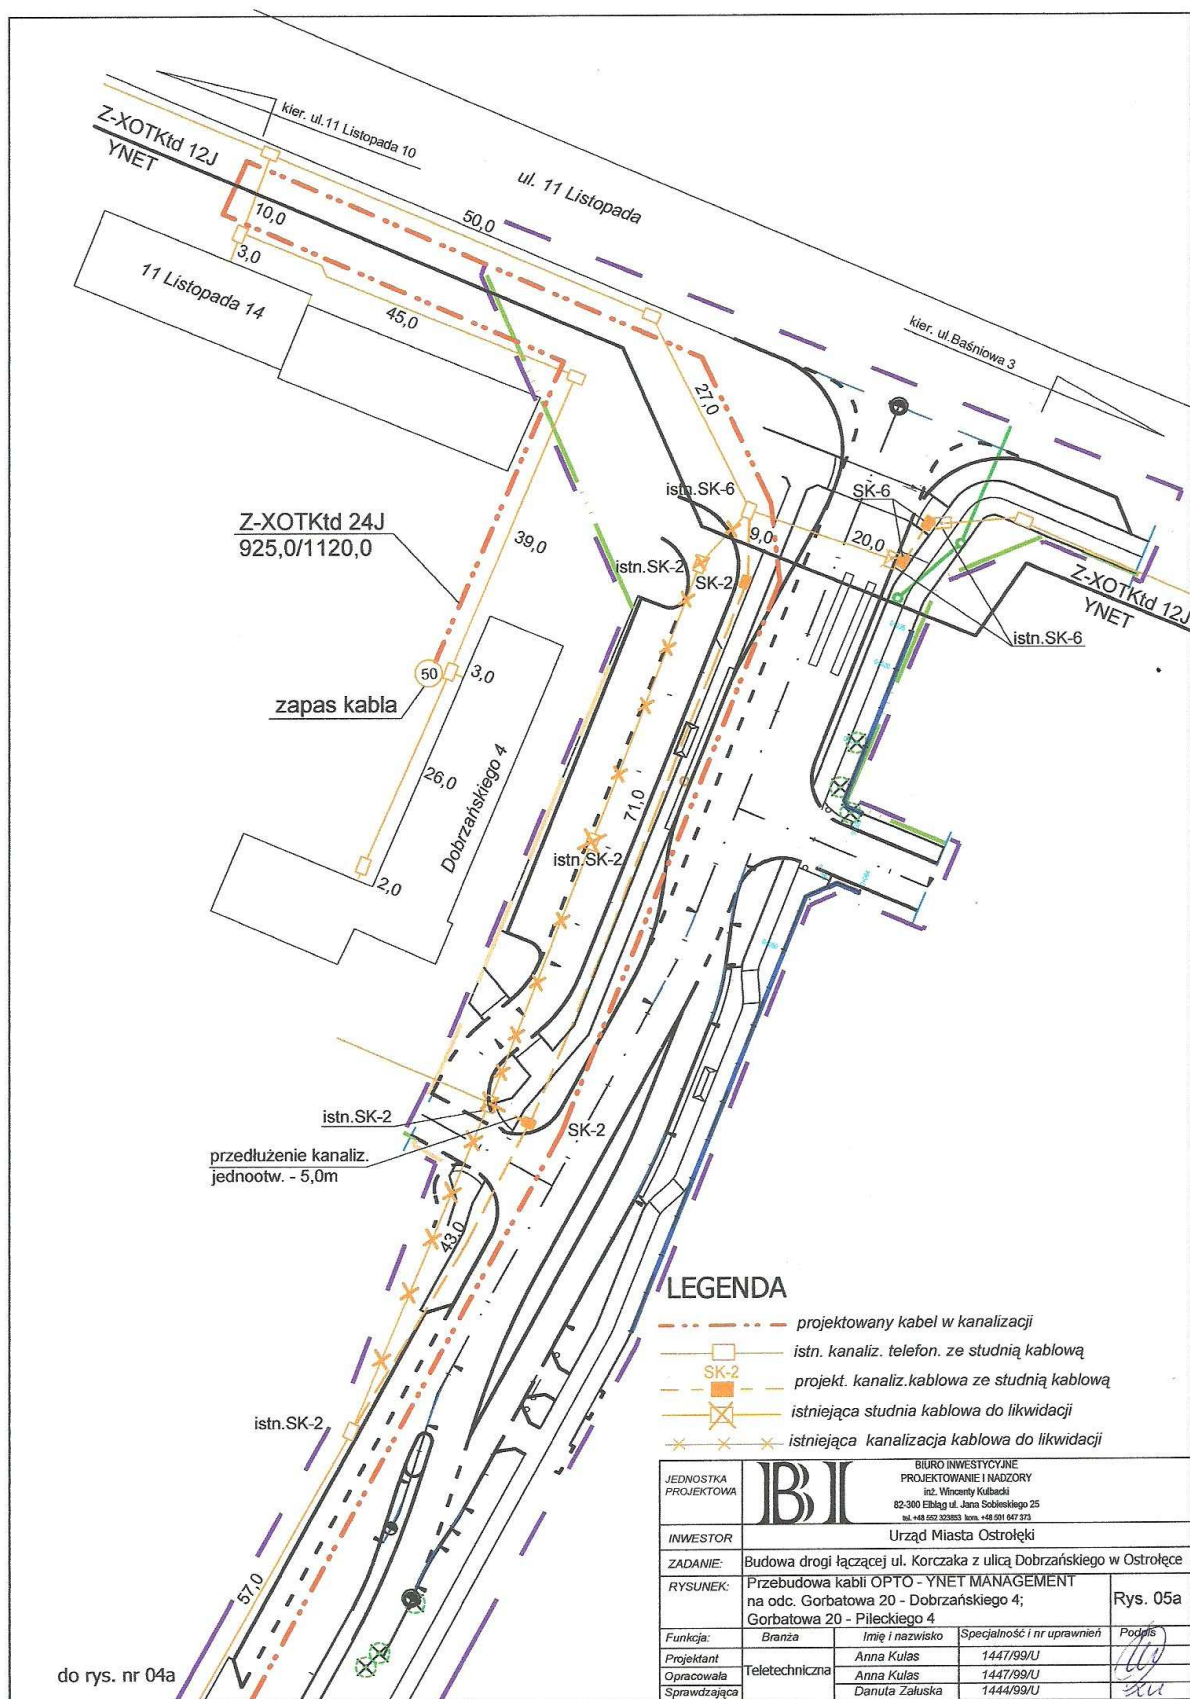 Z-XOTKtd 12J
YNET
kier. ul.11 Listopada 10
ul. 11 Listopada
50,0
10,0
3,0
11 Listopada 14
45,0
kier. ul.Baśniowa 3
27,0
istn.SK-6
SK-6
Z-XOTKtd 24J
925,0/1120,0
39,0
9,0
20,0
istn.SK-2
SK-2
Z-XOTKtd 12J
YNET
istn.SK-6
50
3,0
zapas kabla
26,0
Dobrzańskiego 4
71,0
istn.SK-2
2,0
istn.SK-2
SK-2
przedłużenie kanaliz.
jednootw. - 5,0m
43,0
istn.SK-2
57,0
do rys. nr 04a
LEGENDA
projektowany kabel w kanalizacji
istn. kanaliz. telefon. ze studnią kablową
SK-2
projekt. kanaliz.kablowa ze studnią kablową
istniejąca studnia kablowa do likwidacji
istniejąca kanalizacja kablowa do likwidacji
JEDNOSTKA
PROJEKTOWA
BI
BIURO INWESTYCYJNE
PROJEKTOWANIE I NADZORY
inż. Wincenty Kulbacki
82-300 Elbląg ul. Jana Sobieskiego 25
tel. +48 552 323853 kom. +48 501 647 373
INWESTOR
Urząd Miasta Ostrołęki
ZADANIE:
Budowa drogi łączącej ul. Korczaka z ulicą Dobrzańskiego w Ostrołęce
RYSUNEK:
Przebudowa kabli OPTO - YNET MANAGEMENT
na odc. Gorbatowa 20 - Dobrzańskiego 4;
Gorbatowa 20 - Pileckiego 4
Rys. 05a
Funkcja: Branża Imię i nazwisko Specjalność i nr uprawnień Podpis
Projektant Teletechniczna Anna Kulas 1447/99/U
Opracowała Anna Kulas 1447/99/U
Sprawdzająca Danuta Załuska 1444/99/U